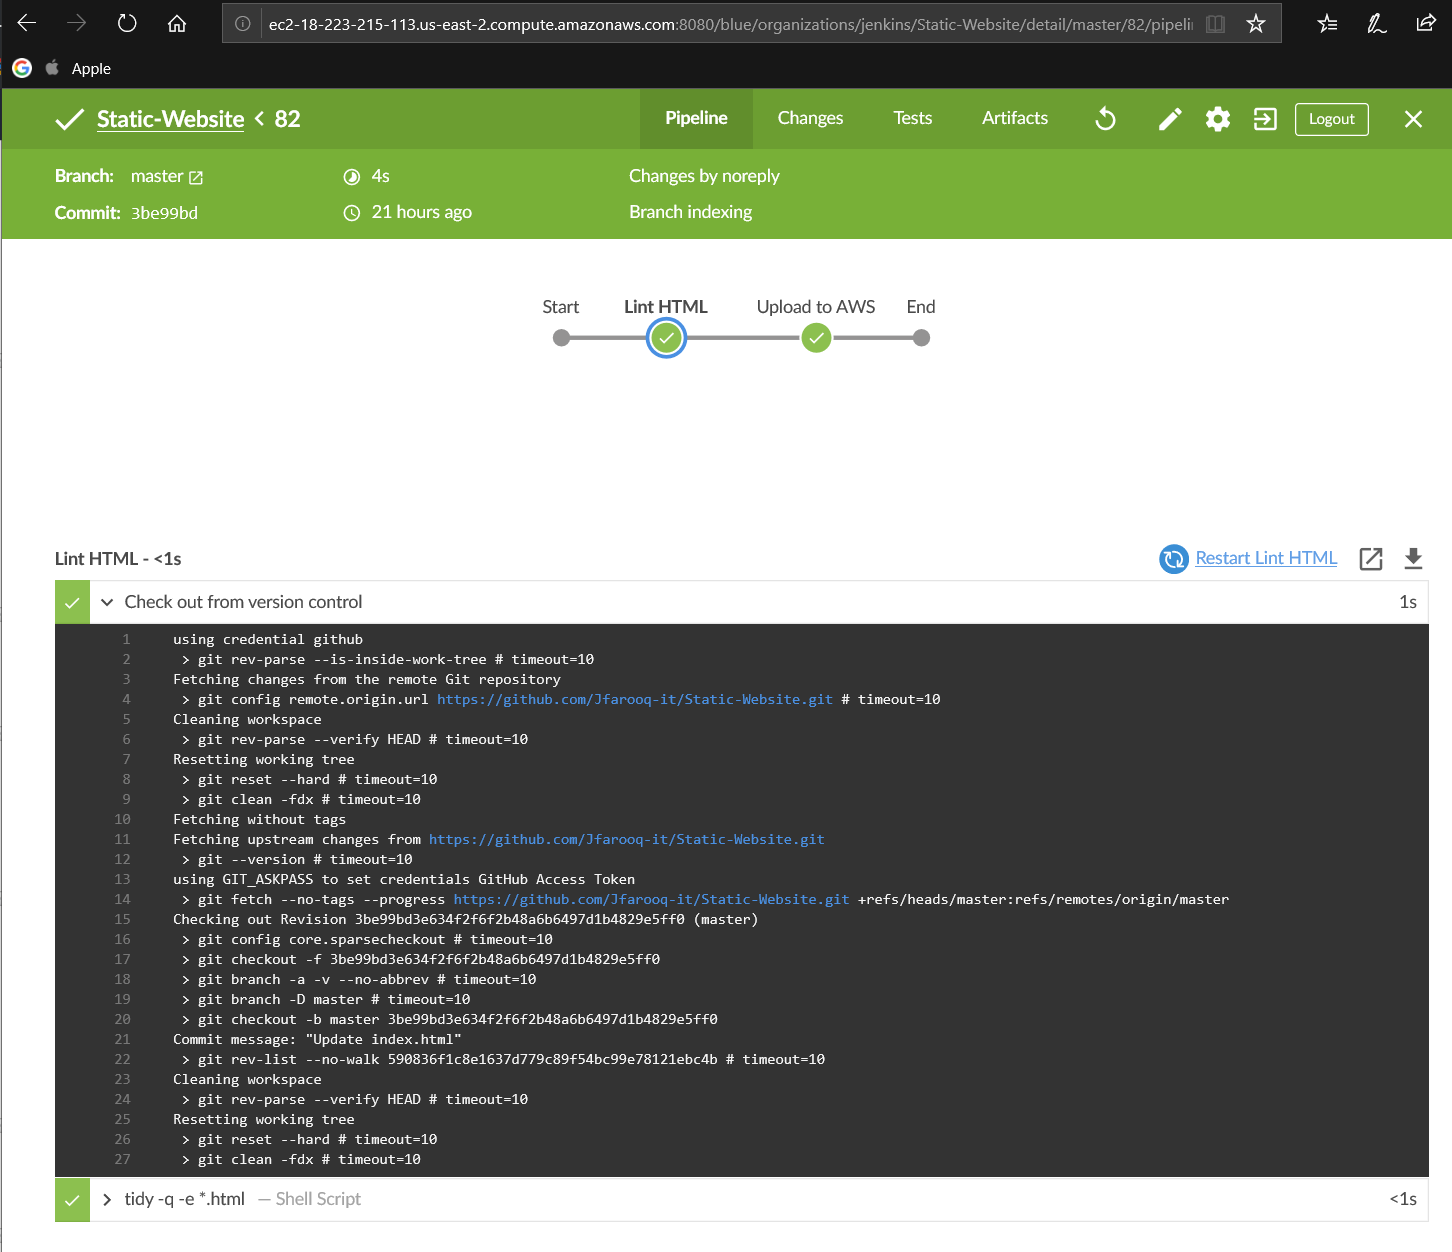 ec2-18-223-215-113.us-east-2.compute.amazonaws.com:8080/blue/organizations/jenkins/Static-Website/detail/master/82/pipeli
Apple
Static-Website < 82
Pipeline Changes Tests Artifacts Logout
Branch: master 4s Changes by noreply
Commit: 3be99bd 21 hours ago Branch indexing
Start Lint HTML Upload to AWS End
Lint HTML - <1s Restart Lint HTML
Check out from version control 1s
1 using credential github
2 > git rev-parse --is-inside-work-tree # timeout=10
3 Fetching changes from the remote Git repository
4 > git config remote.origin.url https://github.com/Jfarooq-it/Static-Website.git # timeout=10
5 Cleaning workspace
6 > git rev-parse --verify HEAD # timeout=10
7 Resetting working tree
8 > git reset --hard # timeout=10
9 > git clean -fdx # timeout=10
10 Fetching without tags
11 Fetching upstream changes from https://github.com/Jfarooq-it/Static-Website.git
12 > git --version # timeout=10
13 using GIT_ASKPASS to set credentials GitHub Access Token
14 > git fetch --no-tags --progress https://github.com/Jfarooq-it/Static-Website.git +refs/heads/master:refs/remotes/origin/master
15 Checking out Revision 3be99bd3e634f2f6f2b48a6b6497d1b4829e5ff0 (master)
16 > git config core.sparsecheckout # timeout=10
17 > git checkout -f 3be99bd3e634f2f6f2b48a6b6497d1b4829e5ff0
18 > git branch -a -v --no-abbrev # timeout=10
19 > git branch -D master # timeout=10
20 > git checkout -b master 3be99bd3e634f2f6f2b48a6b6497d1b4829e5ff0
21 Commit message: "Update index.html"
22 > git rev-list --no-walk 590836f1c8e1637d779c89f54bc99e78121ebc4b # timeout=10
23 Cleaning workspace
24 > git rev-parse --verify HEAD # timeout=10
25 Resetting working tree
26 > git reset --hard # timeout=10
27 > git clean -fdx # timeout=10
tidy -q -e *.html — Shell Script <1s